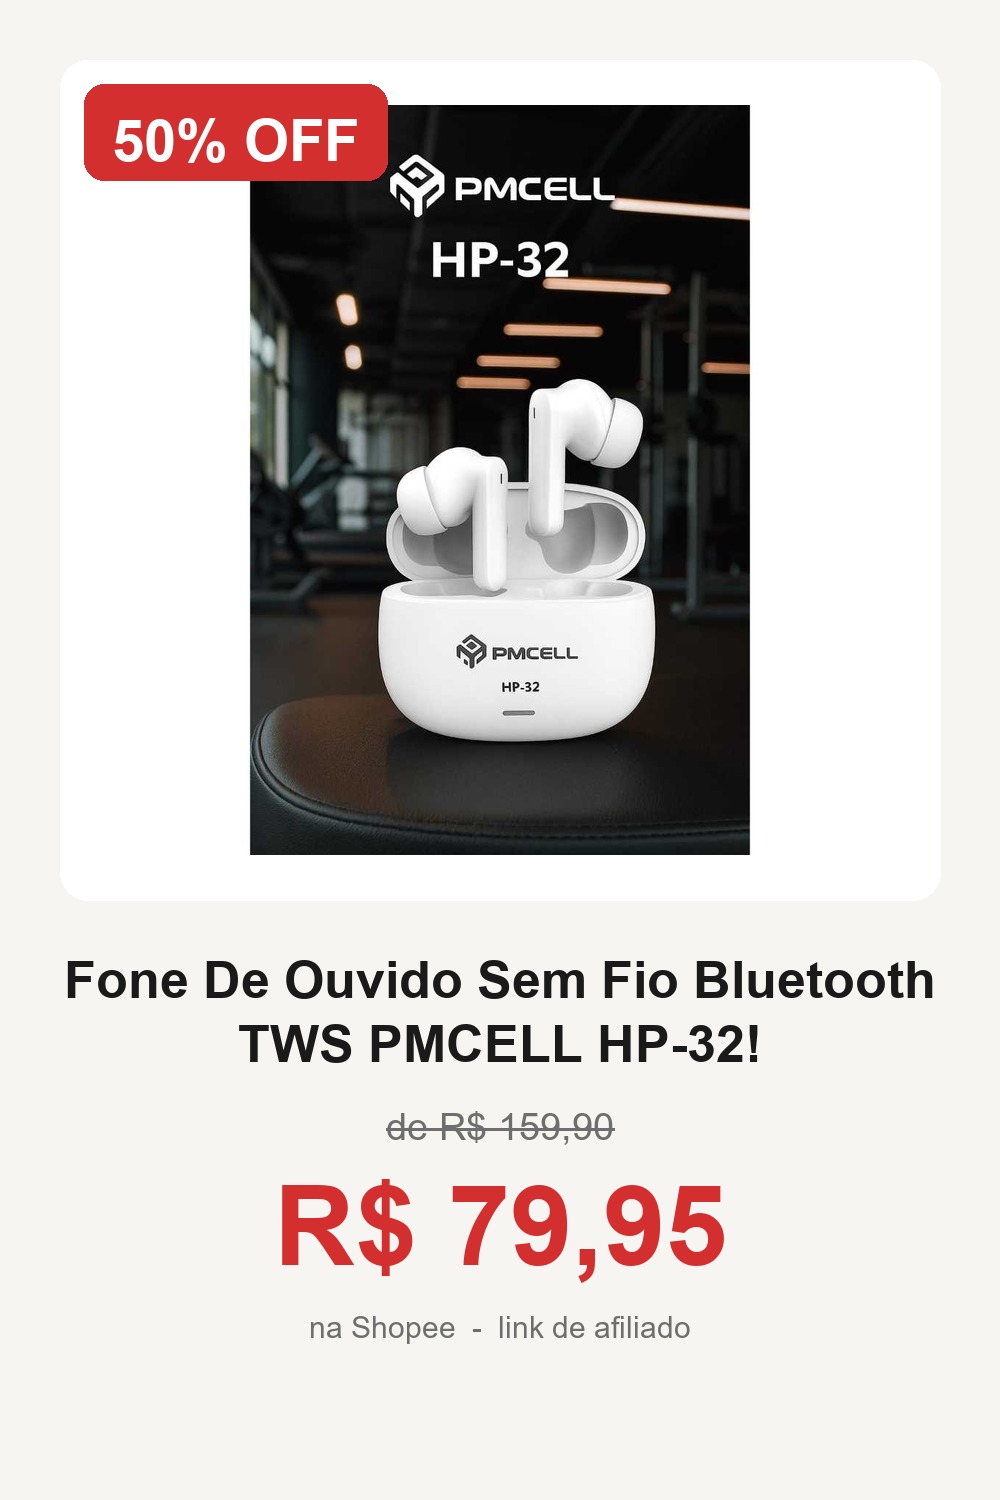 50% OFF
PMCELL
HP-32
PMCELL
HP-32
Fone De Ouvido Sem Fio Bluetooth
TWS PMCELL HP-32!
de R$ 159,90
R$ 79,95
na Shopee - link de afiliado